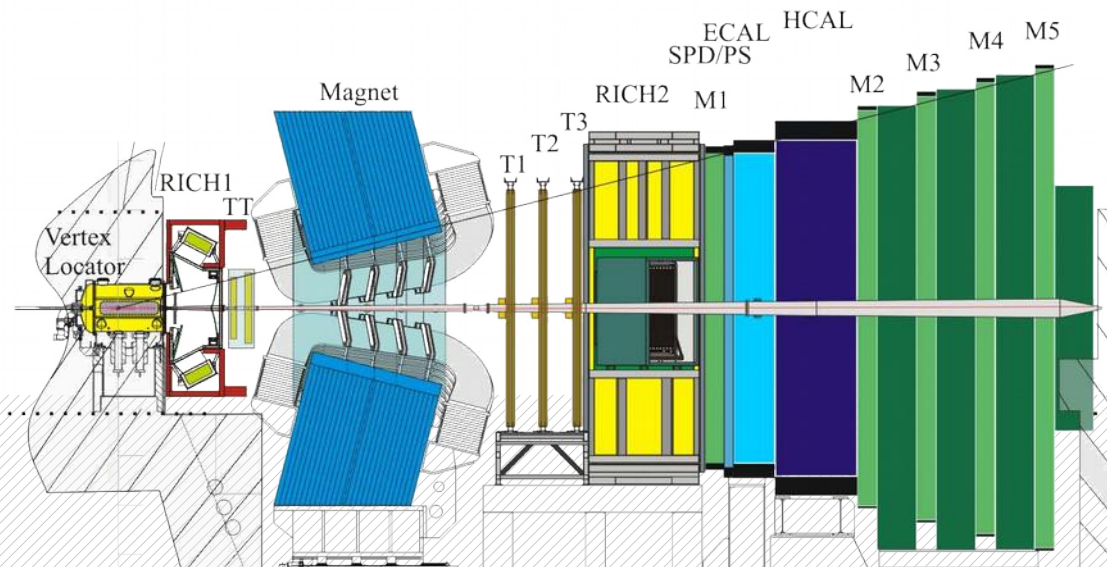 Vertex
Locator
RICH1
TT
Magnet
T1
T2
T3
RICH2
M1
SPD/PS
ECAL
HCAL
M2
M3
M4
M5